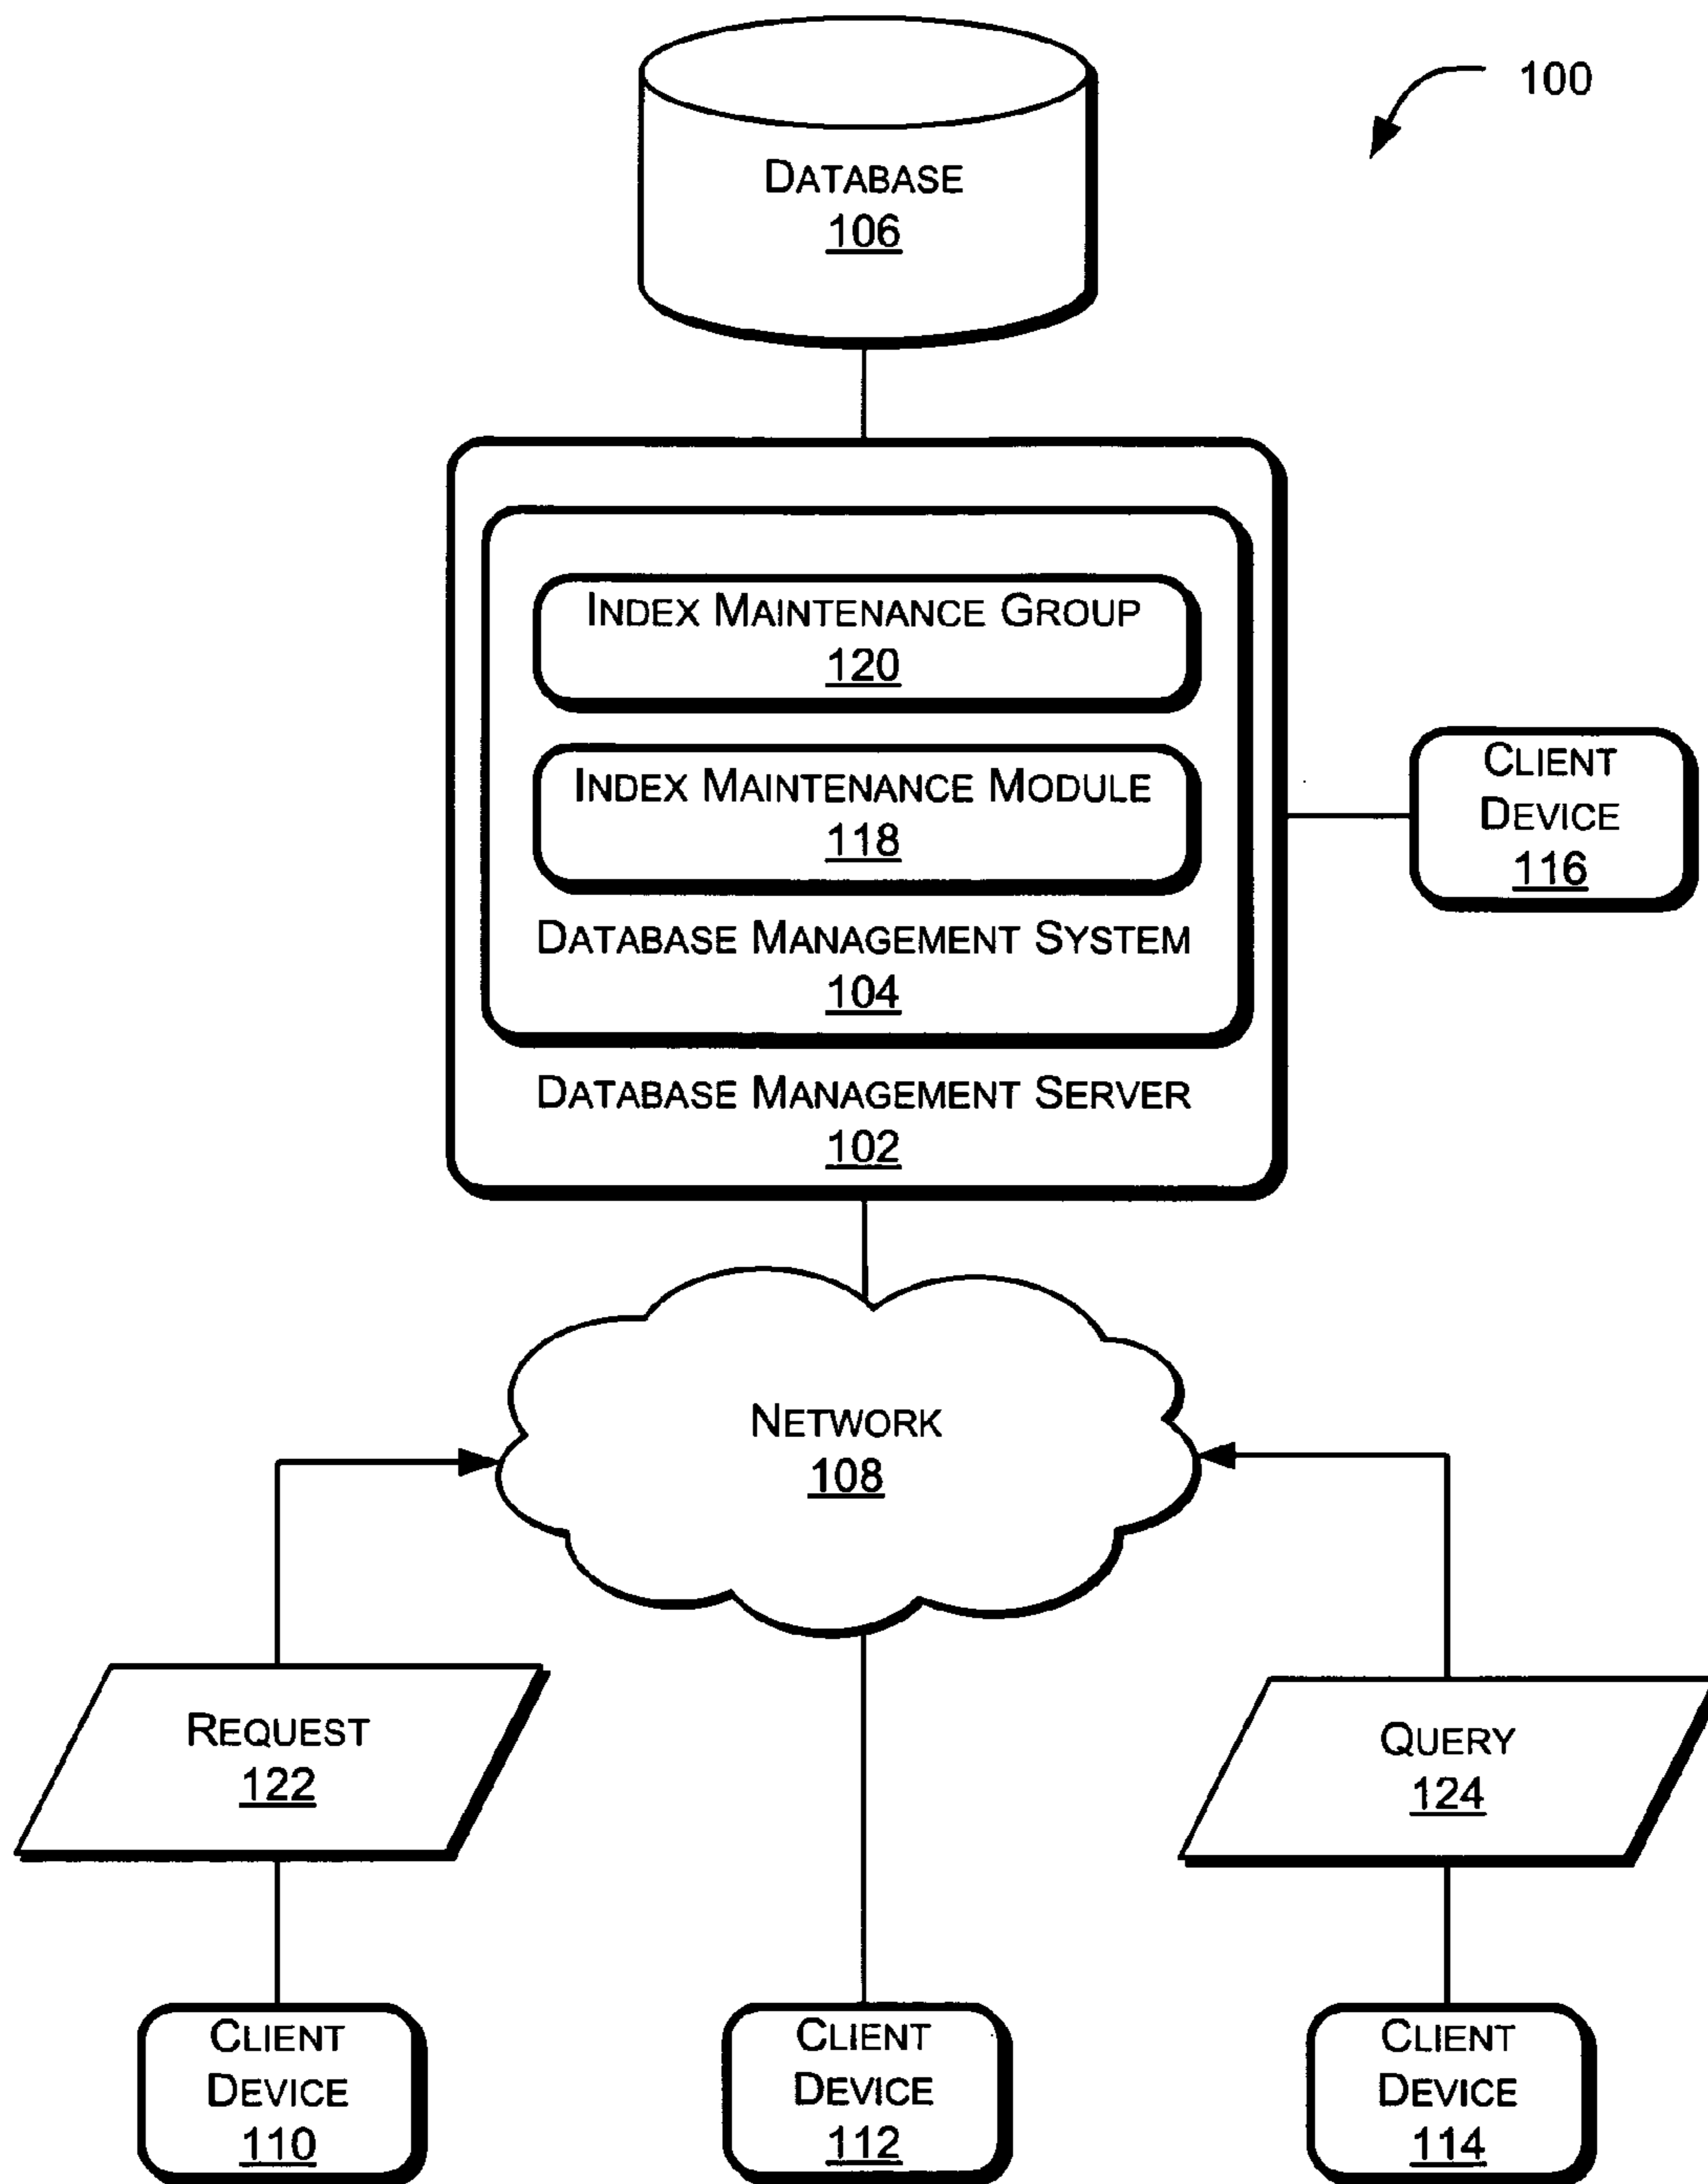 100
DATABASE
106
INDEX MAINTENANCE GROUP
120
INDEX MAINTENANCE MODULE
118
DATABASE MANAGEMENT SYSTEM
104
DATABASE MANAGEMENT SERVER
102
CLIENT
DEVICE
116
NETWORK
108
REQUEST
122
QUERY
124
CLIENT
DEVICE
110
CLIENT
DEVICE
112
CLIENT
DEVICE
114